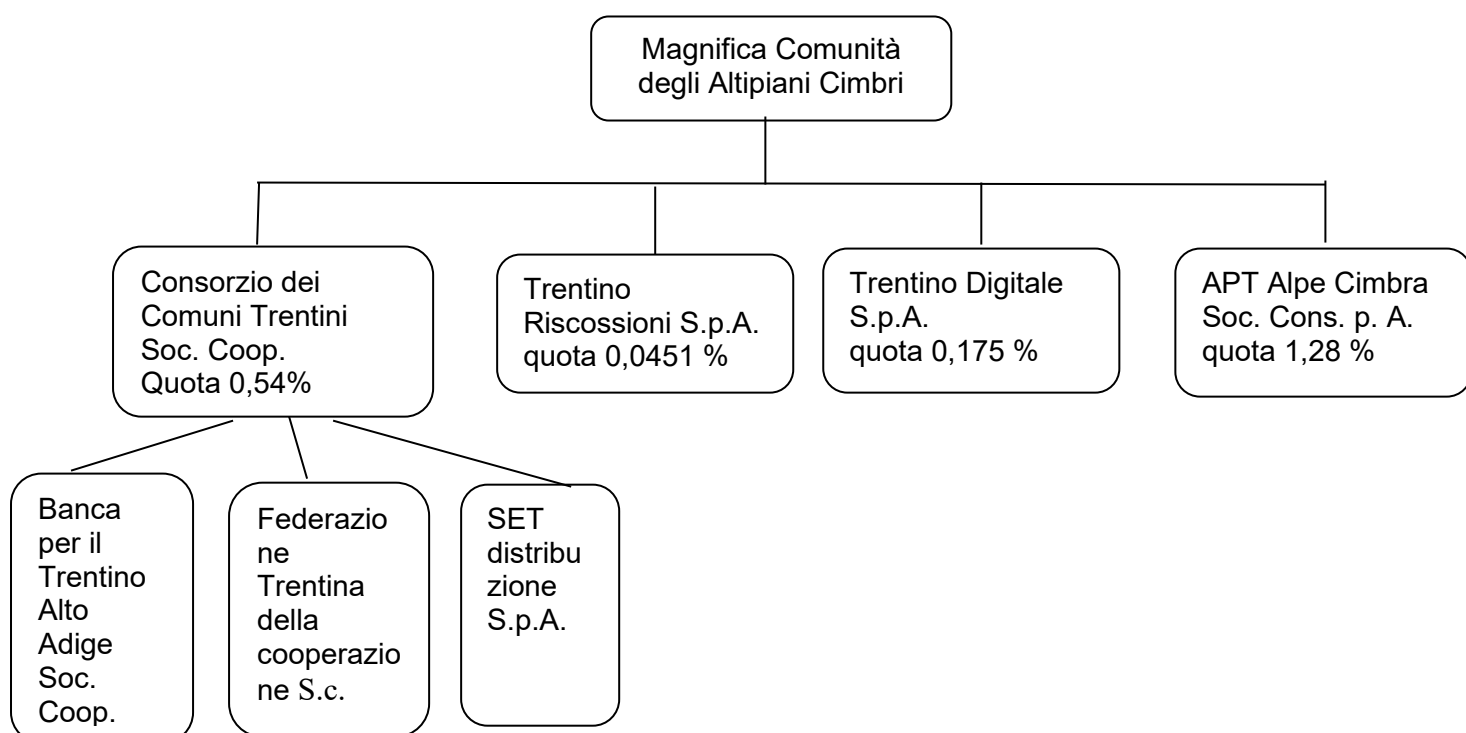 Magnifica Comunità
degli Altipiani Cimbri
Consorzio dei
Comuni Trentini
Soc. Coop.
Quota 0,54%
Trentino
Riscossioni S.p.A.
quota 0,0451 %
Trentino Digitale
S.p.A.
quota 0,175 %
APT Alpe Cimbra
Soc. Cons. p. A.
quota 1,28 %
Banca
per il
Trentino
Alto
Adige
Soc.
Coop.
Federazio
ne
Trentina
della
cooperazio
ne S.c.
SET
distribu
zione
S.p.A.